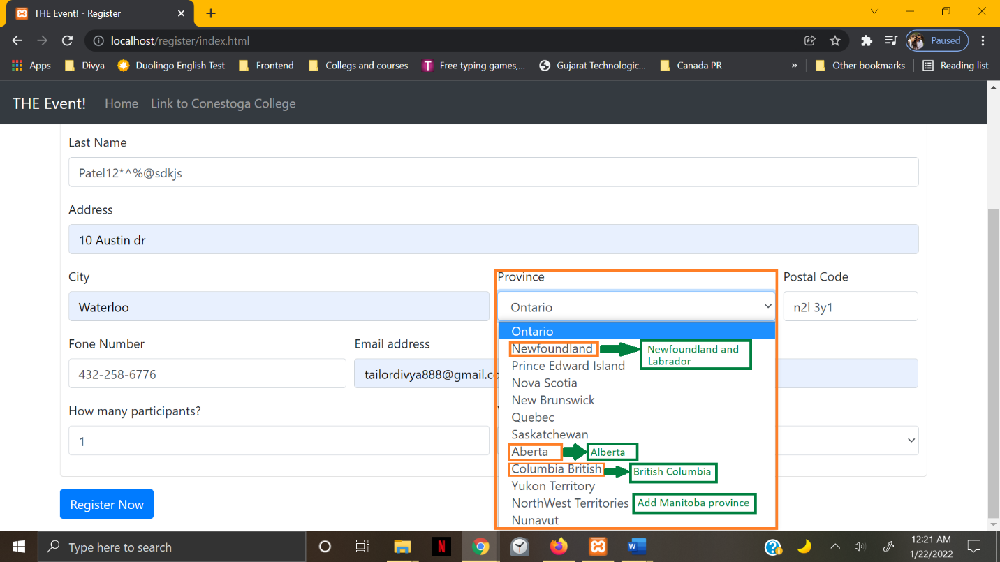 THE Event! - Register
localhost/register/index.html
Paused
Apps
Divya
Duolingo English Test
Frontend
Collegs and courses
Free typing games,...
Gujarat Technologic...
Canada PR
»
Other bookmarks
Reading list
THE Event!
Home
Link to Conestoga College
Last Name
Patel12*^%@sdkjs
Address
10 Austin dr
City
Province
Postal Code
Waterloo
Ontario
n2l 3y1
Ontario
Fone Number
Email address
Newfoundland
Newfoundland and
Labrador
432-258-6776
tailordivya888@gmail.co
Prince Edward Island
Nova Scotia
New Brunswick
How many participants?
Quebec
1
Saskatchewan
Aberta
Alberta
Columbia British
British Columbia
Yukon Territory
Register Now
NorthWest Territories
Add Manitoba province
Nunavut
Type here to search
12:21 AM
1/22/2022